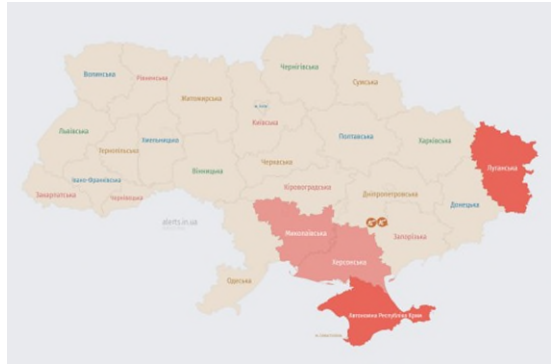 Чернігівська
Волинська
Рівненська
Сумська
Житомирська
м. Київ
Київська
Львівська
Тернопільська
Хмельницька
Полтавська
Харківська
Черкаська
Вінницька
Луганська
Івано-Франківська
Закарпатська
Чернівецька
Кіровоградська
Дніпропетровська
Донецька
alerts.in.ua
Миколаївська
Запорізька
Херсонська
Одеська
Автономна Республіка Крим